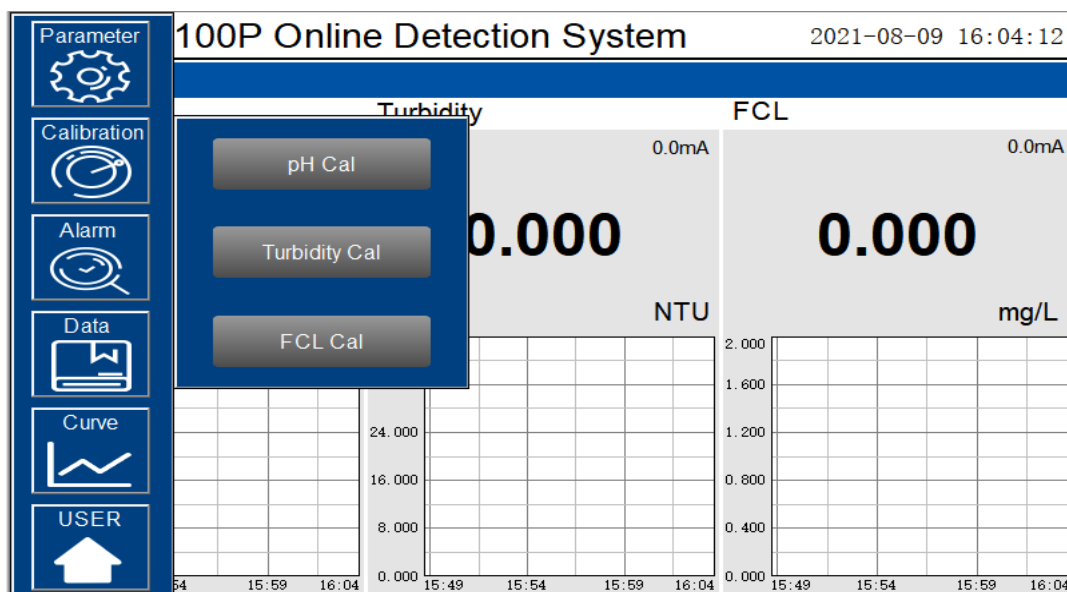 Parameter
100P Online Detection System
2021-08-09 16:04:12
Calibration
Alarm
Data
Curve
USER
pH Cal
Turbidity Cal
FCL Cal
Turbidity
0.0mA
0.000
NTU
FCL
0.0mA
0.000
mg/L
54 15:59 16:04
24.000
16.000
8.000
0.000
15:49 15:54 15:59 16:04
2.000
1.600
1.200
0.800
0.400
0.000
15:49 15:54 15:59 16:04